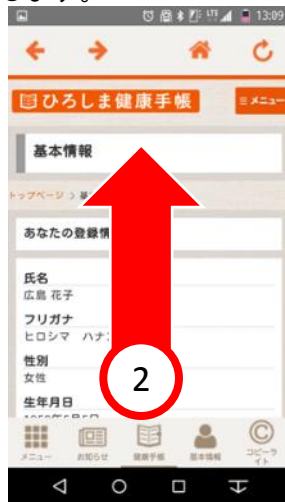 13:09
ひろしま健康手帳
≡ メニュー
基本情報
トップページ > 基
あなたの登録情
氏名
広島 花子
フリガナ
ヒロシマ ハナ
性別
女性
2
生年月日
メニュー
お知らせ
健康手帳
基本情報
コピーラ
イト